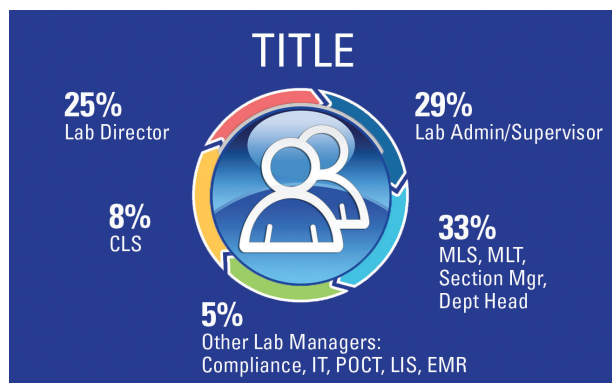 TITLE
25%
Lab Director
29%
Lab Admin/Supervisor
8%
CLS
33%
MLS, MLT,
Section Mgr,
Dept Head
5%
Other Lab Managers:
Compliance, IT, POCT, LIS, EMR